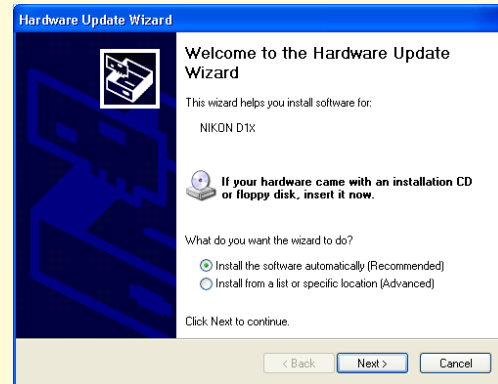 Hardware Update Wizard
Welcome to the Hardware Update
Wizard
This wizard helps you install software for:
NIKON D1X
If your hardware came with an installation CD
or floppy disk, insert it now.
What do you want the wizard to do?
Install the software automatically (Recommended)
Install from a list or specific location (Advanced)
Click Next to continue.
< Back Next > Cancel